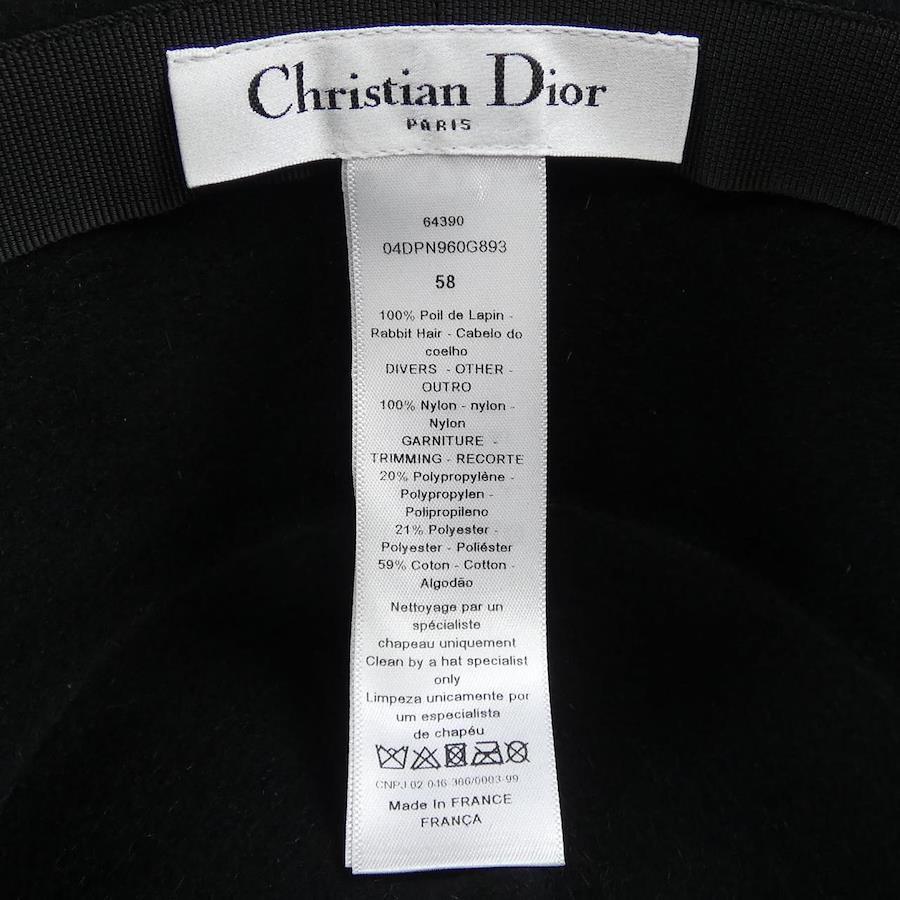 Christian Dior
PARIS
64390
04DPN960G893
58
100% Poil de Lapin -
Rabbit Hair - Cabelo do
coelho
DIVERS - OTHER -
OUTRO
100% Nylon - nylon -
Nylon
GARNITURE -
TRIMMING - RECORTE
20% Polypropylène -
Polypropylen -
Polipropileno
21% Polyester -
Polyester - Poliéster
59% Coton - Cotton -
Algodão
Nettoyage par un
spécialiste
chapeau uniquement
Clean by a hat specialist
only
Limpeza unicamente por
um especialista
de chapéu
CNPJ 02 046 366/0003-99
Made In FRANCE
FRANÇA